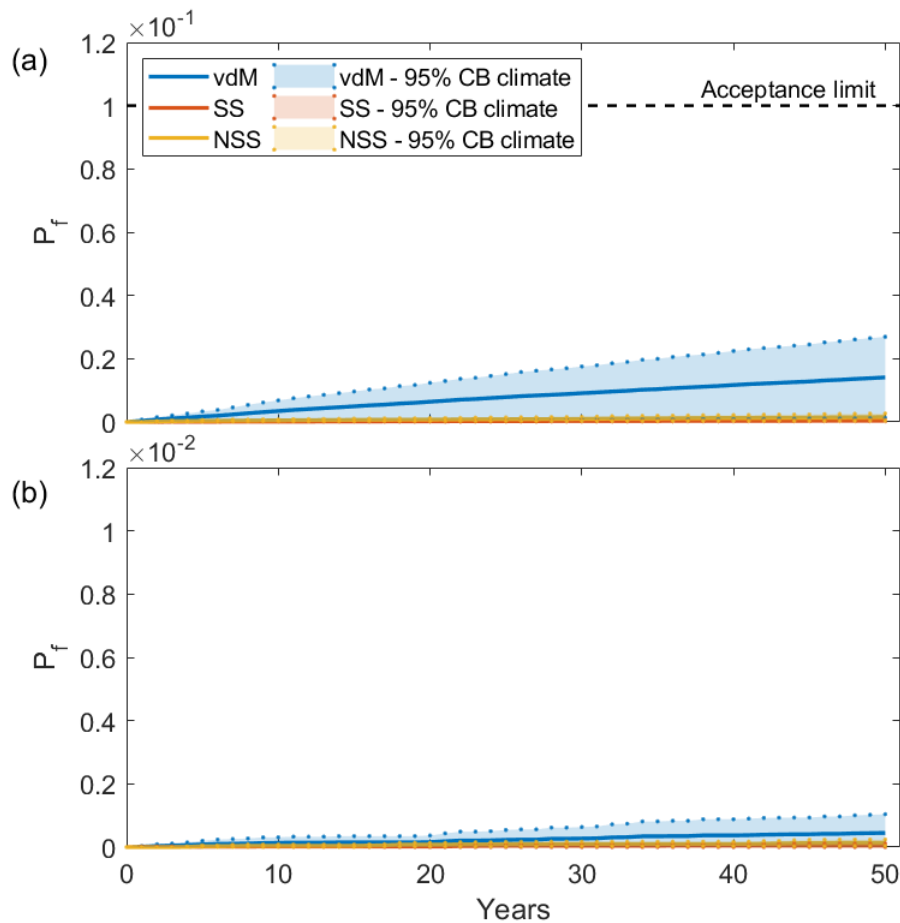 ×10⁻¹
(a)
1.2
vdM vdM - 95% CB climate
SS SS - 95% CB climate
NSS NSS - 95% CB climate
Acceptance limit
1
0.8
0.6
0.4
0.2
0
P_f
×10⁻²
(b)
1.2
1
0.8
0.6
0.4
0.2
0
P_f
0 10 20 30 40 50
Years